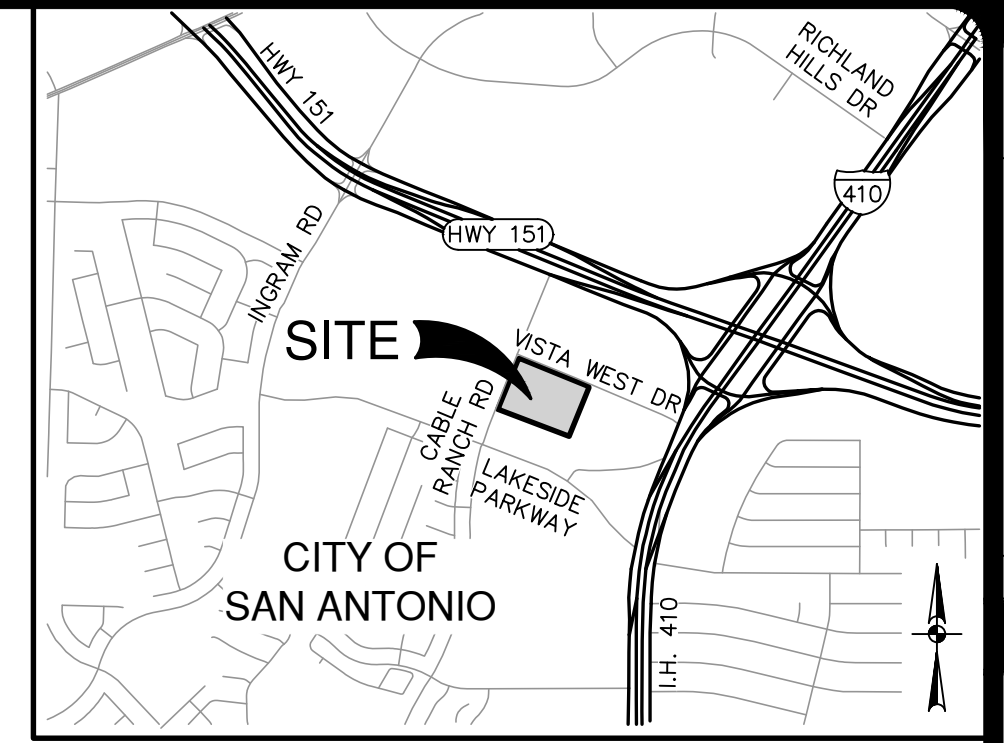 RICHLAND
HILLS DR
HWY 151
410
HWY 151
INGRAM RD
SITE
VISTA WEST DR
CABLE
RANCH RD
LAKESIDE
PARKWAY
CITY OF
SAN ANTONIO
I.H. 410